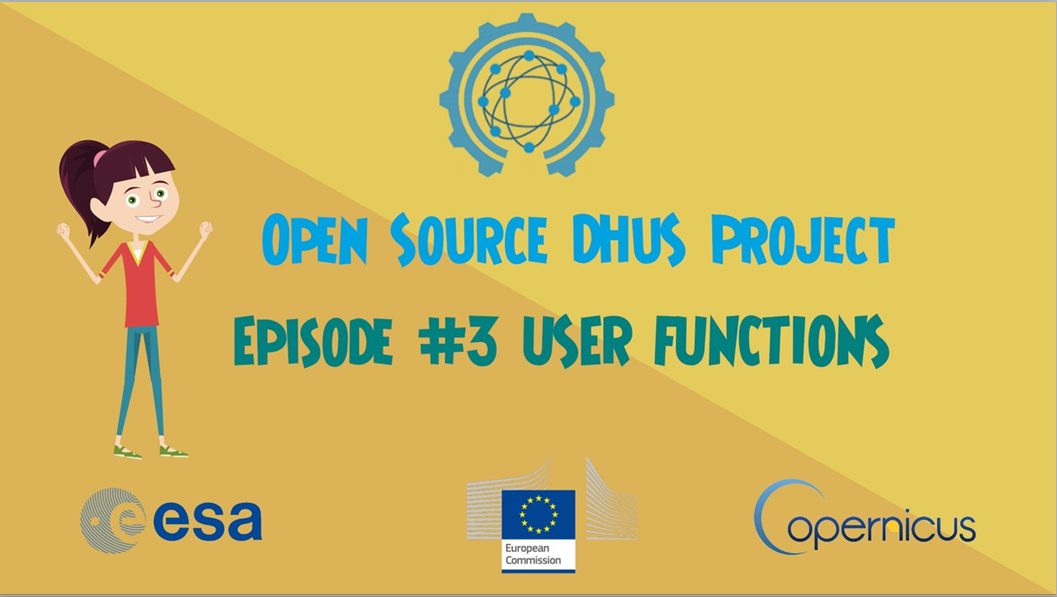 OPEN SOURCE DHUS PROJECT
EPISODE #3 USER FUNCTIONS
esa
European
Commission
opernicus